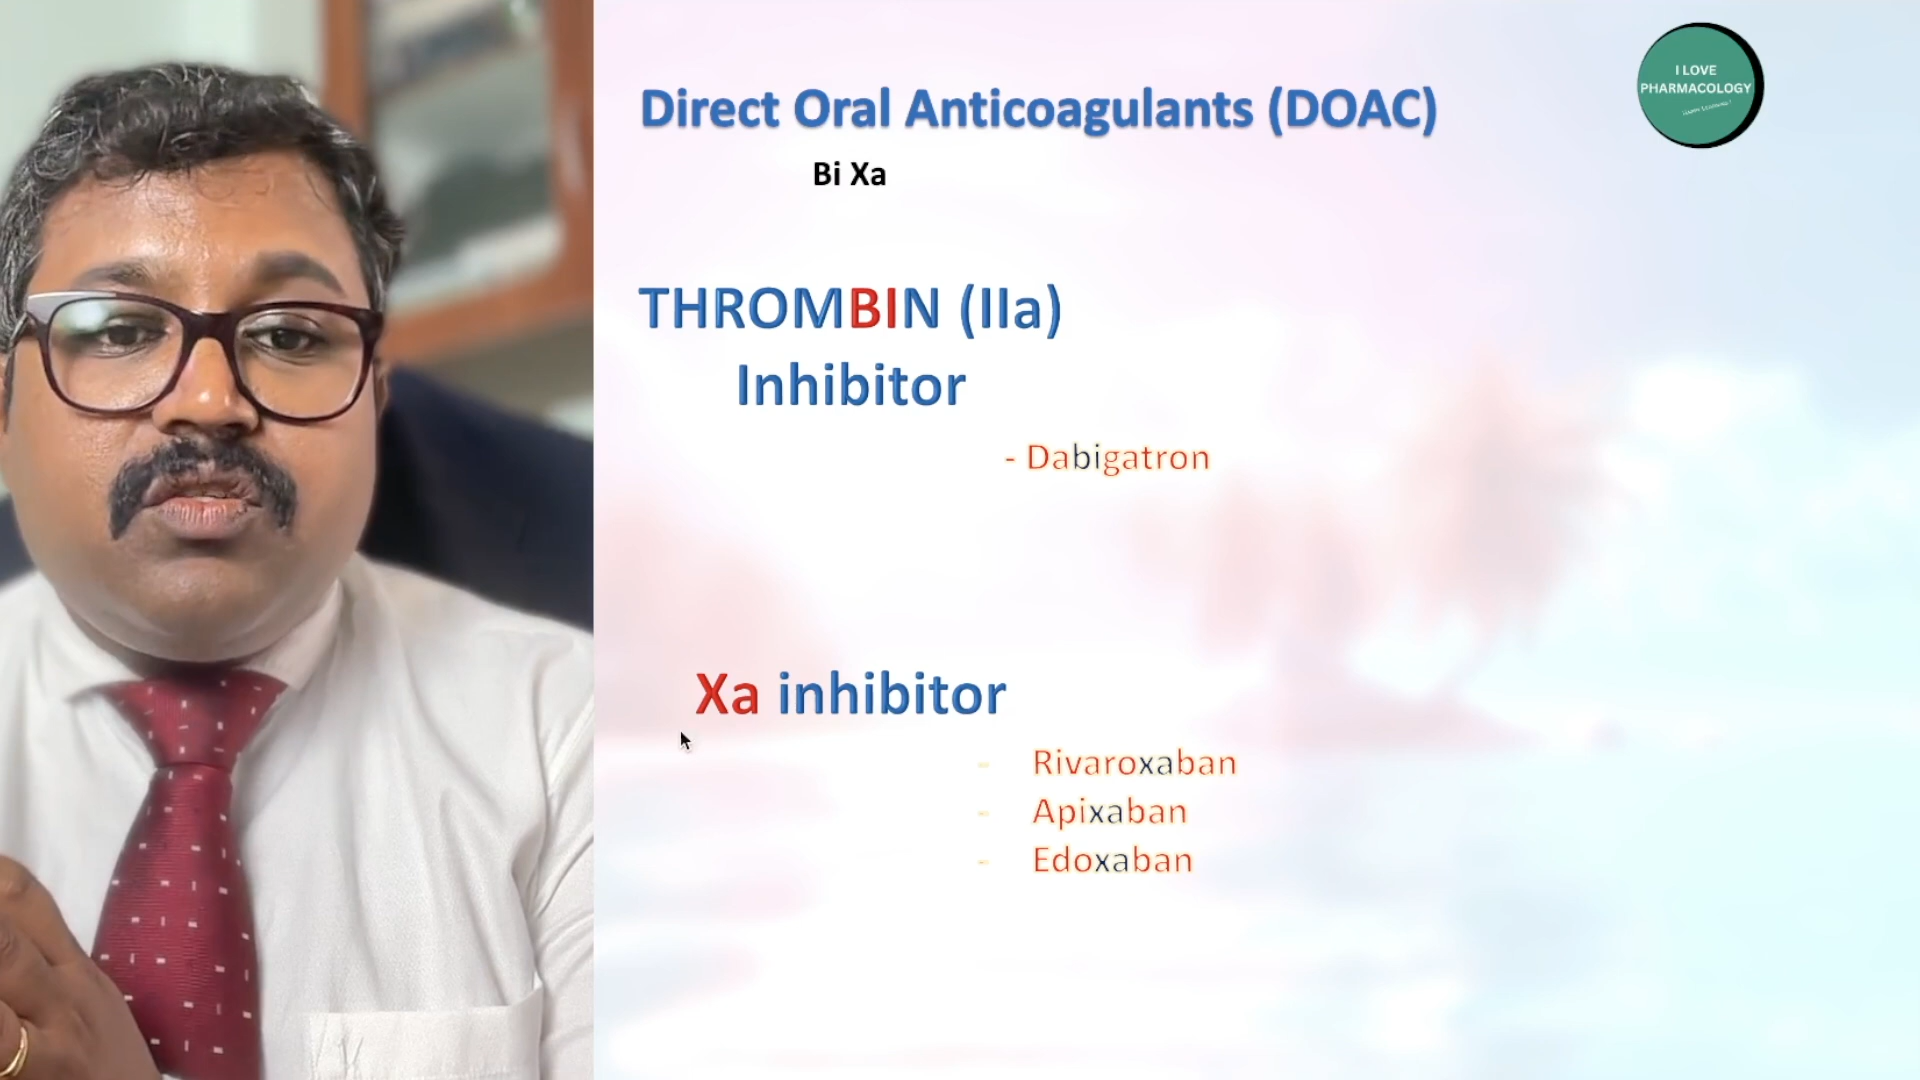 Direct Oral Anticoagulants (DOAC)
Bi Xa
I LOVE
PHARMACOLOGY
THROMBIN (IIa)
Inhibitor
- Dabigatron
Xa inhibitor
- Rivaroxaban
- Apixaban
- Edoxaban